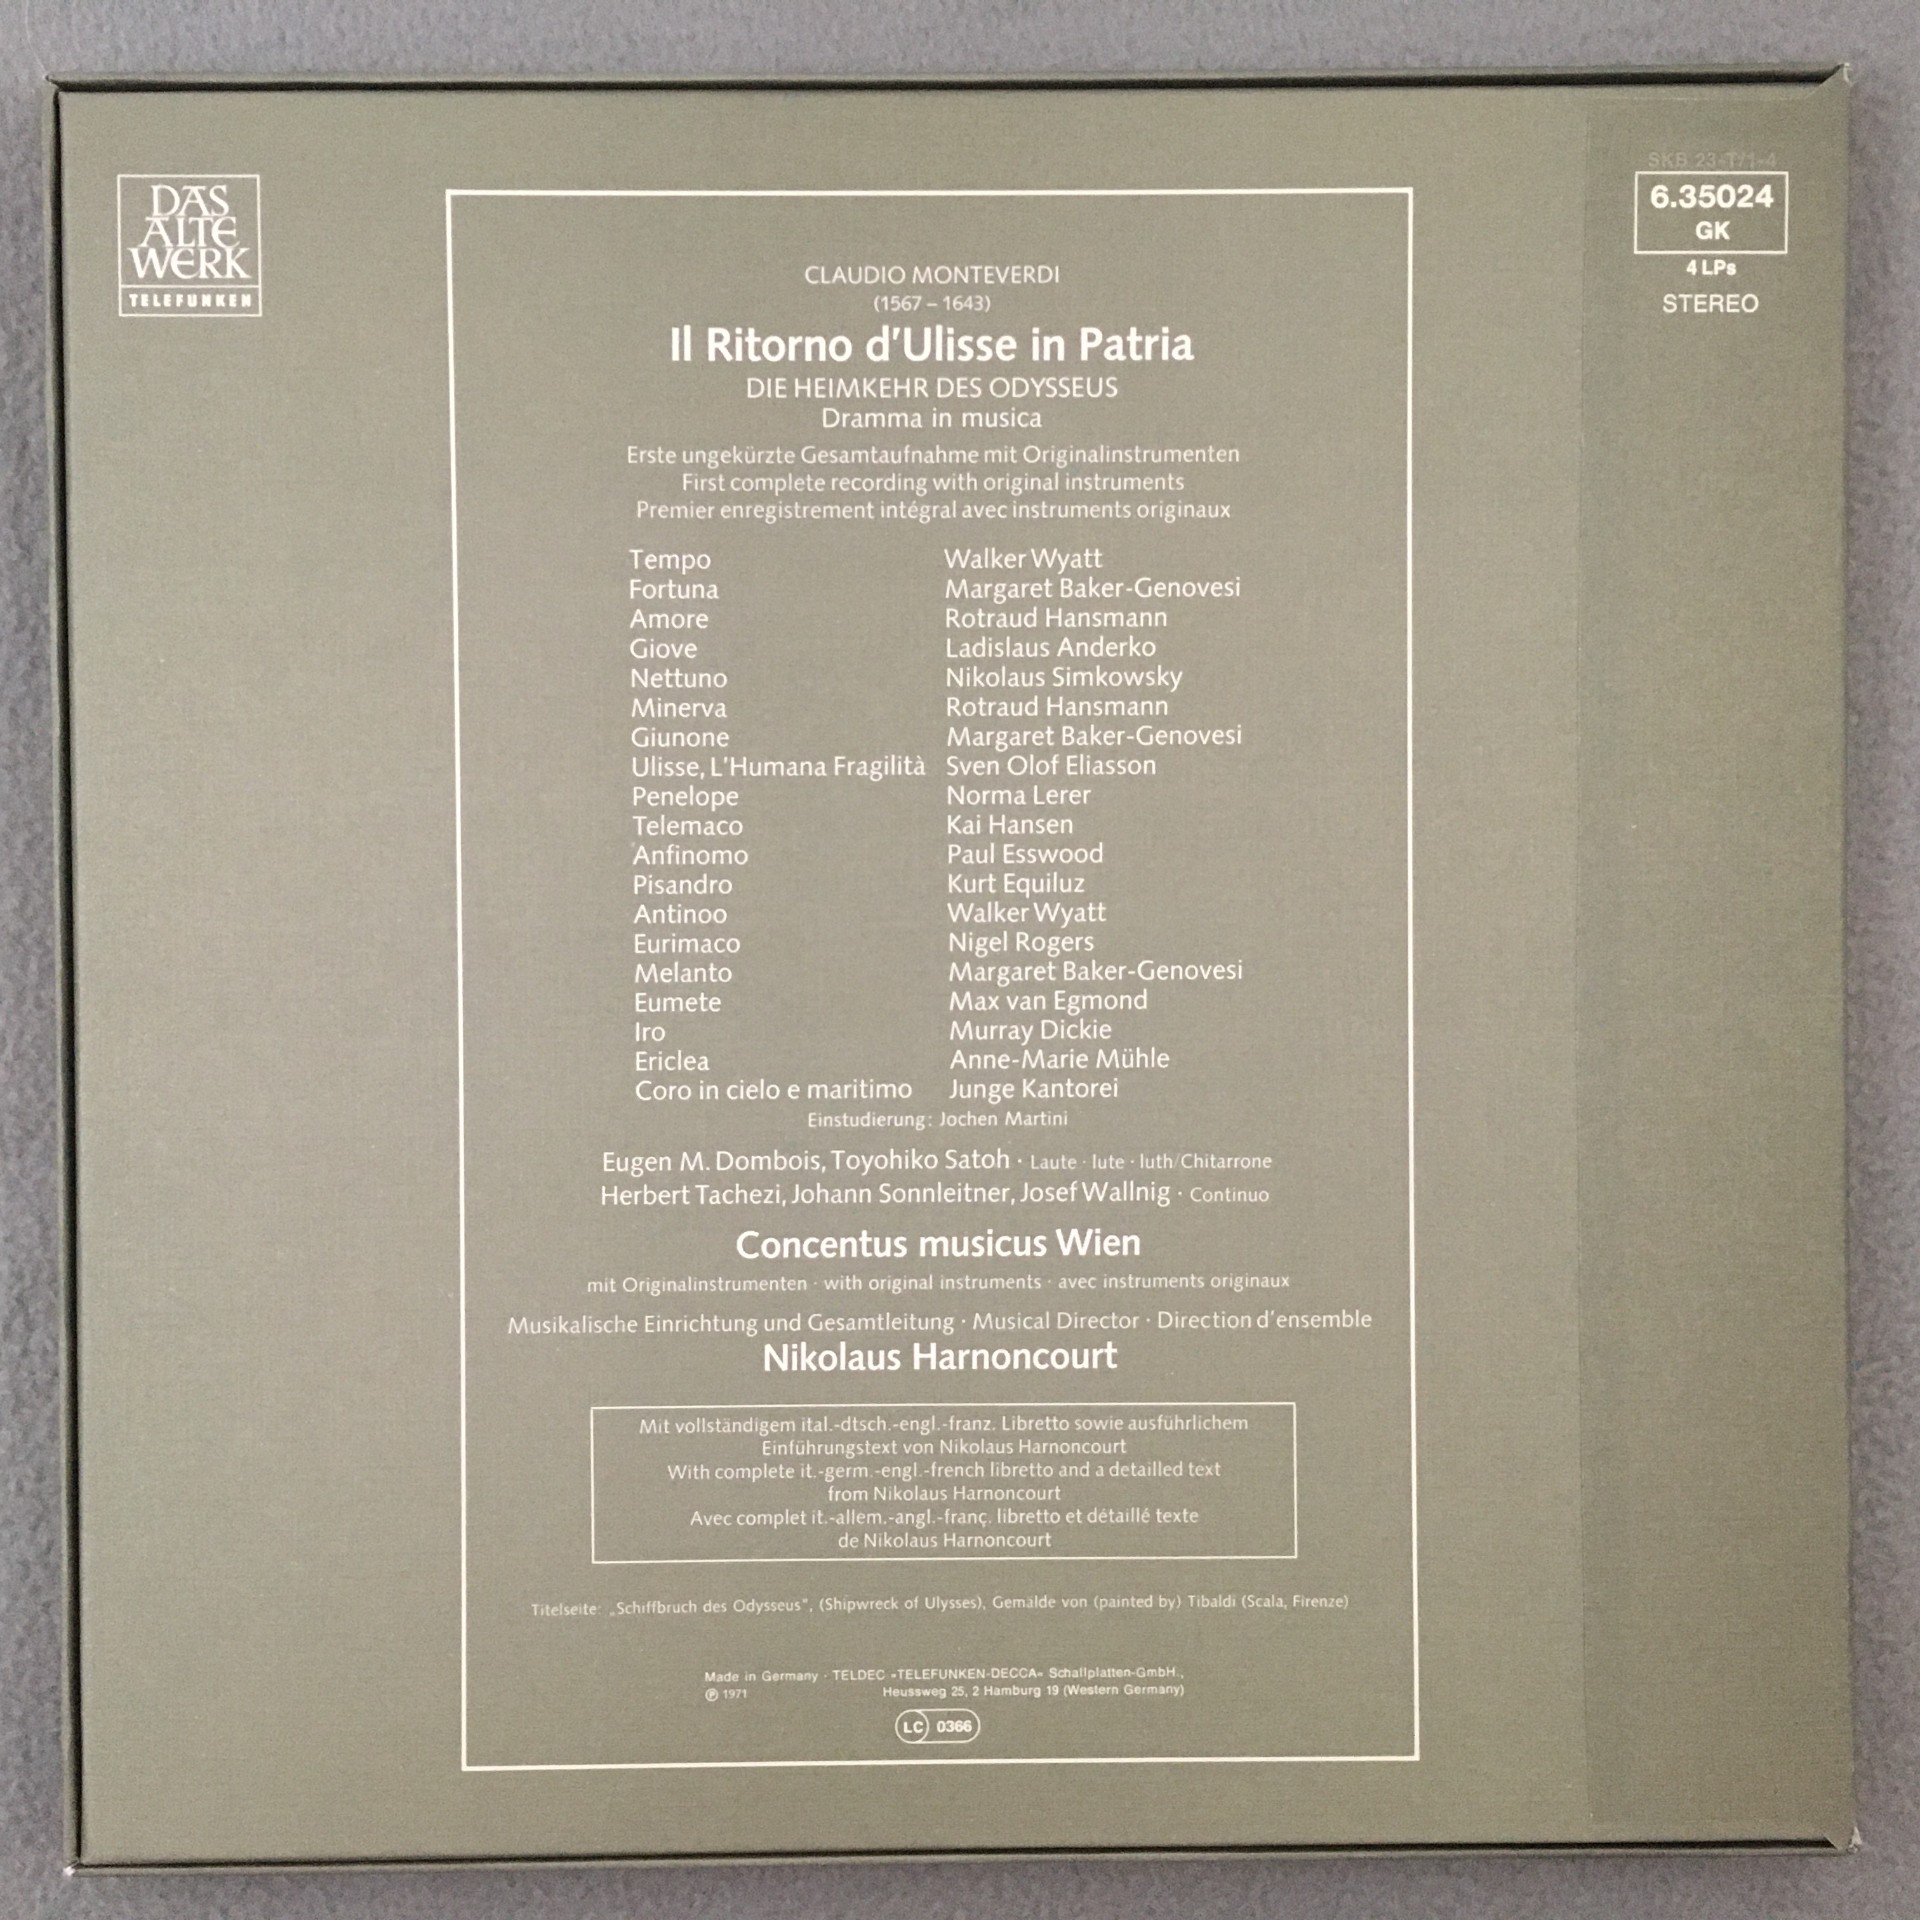 DAS
ALTE
WERK
TELEFUNKEN
SKB 23-T/1-4
6.35024
GK
4 LPs
STEREO
CLAUDIO MONTEVERDI
(1567 – 1643)
Il Ritorno d'Ulisse in Patria
DIE HEIMKEHR DES ODYSSEUS
Dramma in musica
Erste ungekürzte Gesamtaufnahme mit Originalinstrumenten
First complete recording with original instruments
Premier enregistrement intégral avec instruments originaux
Tempo Walker Wyatt
Fortuna Margaret Baker-Genovesi
Amore Rotraud Hansmann
Giove Ladislaus Anderko
Nettuno Nikolaus Simkowsky
Minerva Rotraud Hansmann
Giunone Margaret Baker-Genovesi
Ulisse, L'Humana Fragilità Sven Olof Eliasson
Penelope Norma Lerer
Telemaco Kai Hansen
Anfinomo Paul Esswood
Pisandro Kurt Equiluz
Antinoo Walker Wyatt
Eurimaco Nigel Rogers
Melanto Margaret Baker-Genovesi
Eumete Max van Egmond
Iro Murray Dickie
Ericlea Anne-Marie Mühle
Coro in cielo e maritimo Junge Kantorei
Einstudierung: Jochen Martini
Eugen M. Dombois, Toyohiko Satoh · Laute · lute · luth/Chitarrone
Herbert Tachezi, Johann Sonnleitner, Josef Wallnig · Continuo
Concentus musicus Wien
mit Originalinstrumenten · with original instruments · avec instruments originaux
Musikalische Einrichtung und Gesamtleitung · Musical Director · Direction d'ensemble
Nikolaus Harnoncourt
Mit vollständigem ital.-dtsch.-engl.-franz. Libretto sowie ausführlichem
Einführungstext von Nikolaus Harnoncourt
With complete it.-germ.-engl.-french libretto and a detailled text
from Nikolaus Harnoncourt
Avec complet it.-allem.-angl.-franç. libretto et détaillé texte
de Nikolaus Harnoncourt
Titelseite: „Schiffbruch des Odysseus", (Shipwreck of Ulysses), Gemälde von (painted by) Tibaldi (Scala, Firenze)
Made in Germany · TELDEC »TELEFUNKEN-DECCA« Schallplatten-GmbH.,
℗ 1971 Heussweg 25, 2 Hamburg 19 (Western Germany)
LC 0366